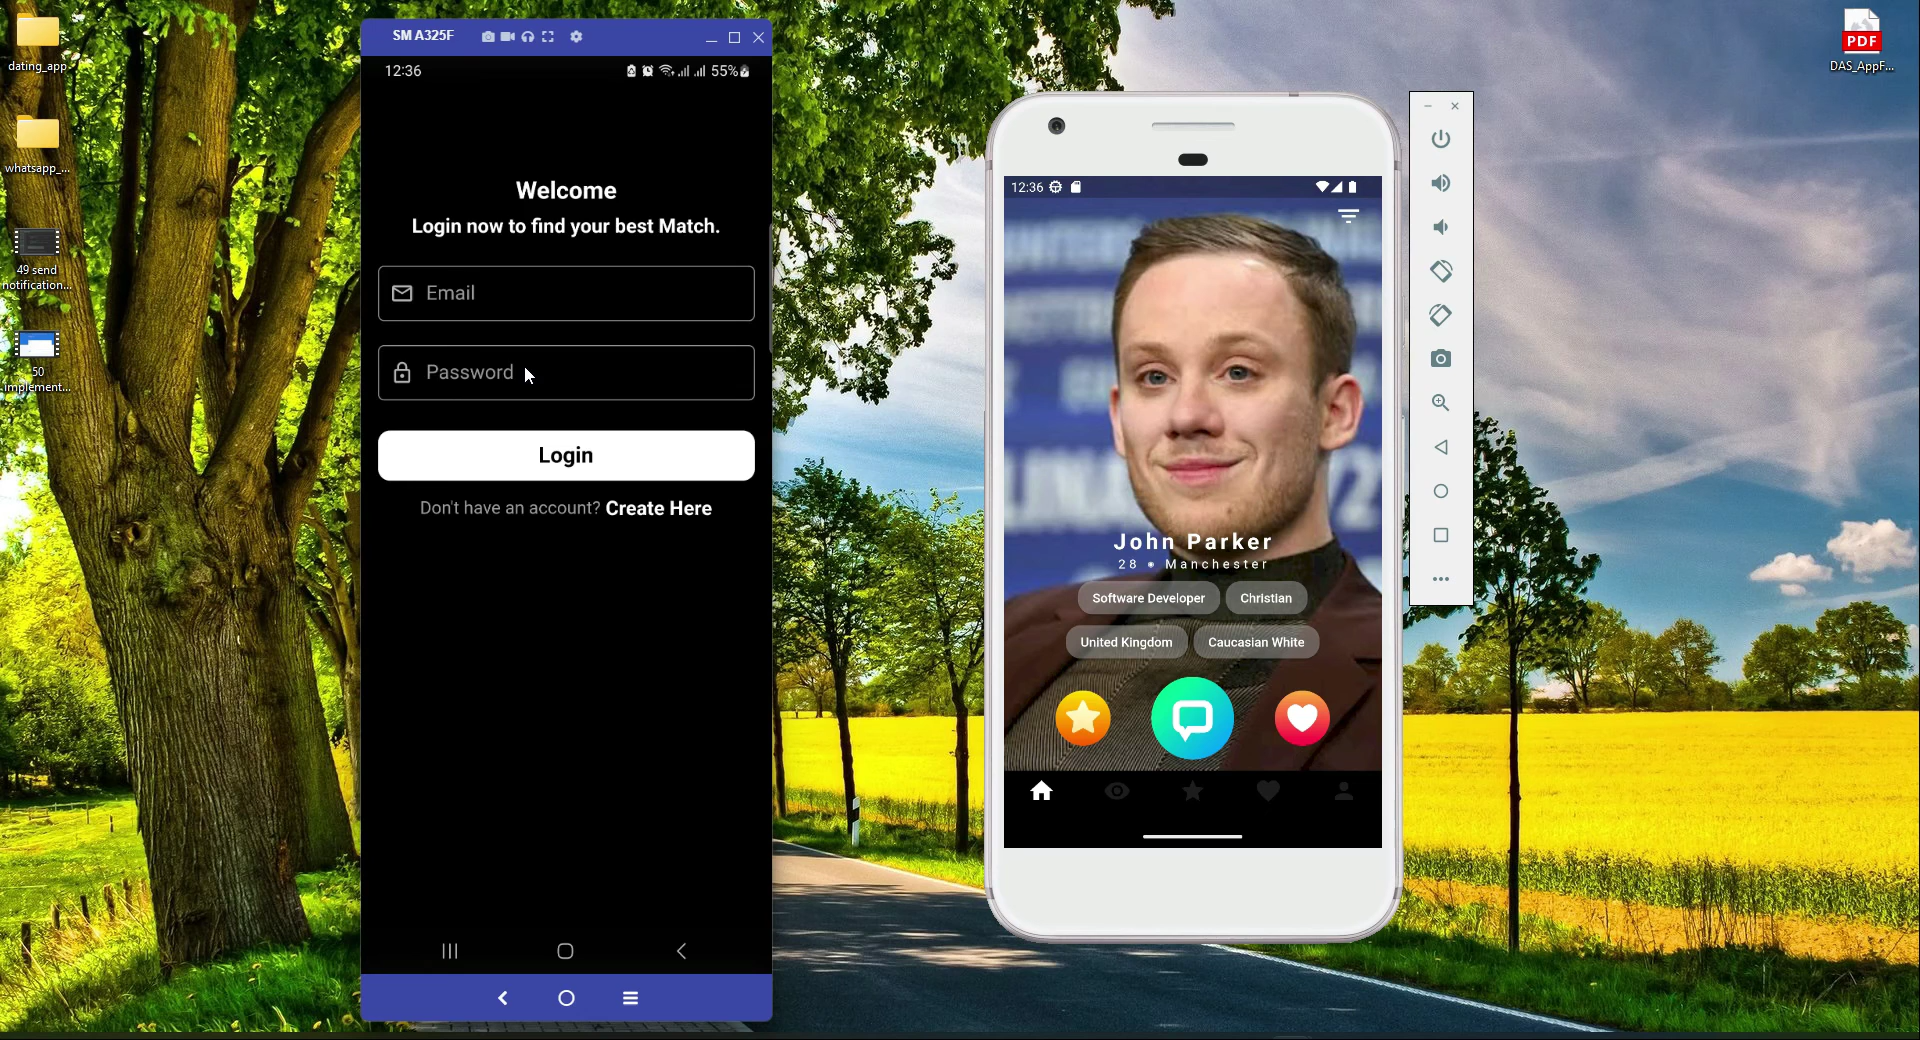 dating_app
whatsapp_...
49 send
notification...
50
implement...
SM A325F
12:36
55%
Welcome
Login now to find your best Match.
Email
Password
Login
Don't have an account? Create Here
12:36
John Parker
28 • Manchester
Software Developer
Christian
United Kingdom
Caucasian White
PDF
DAS_AppF...